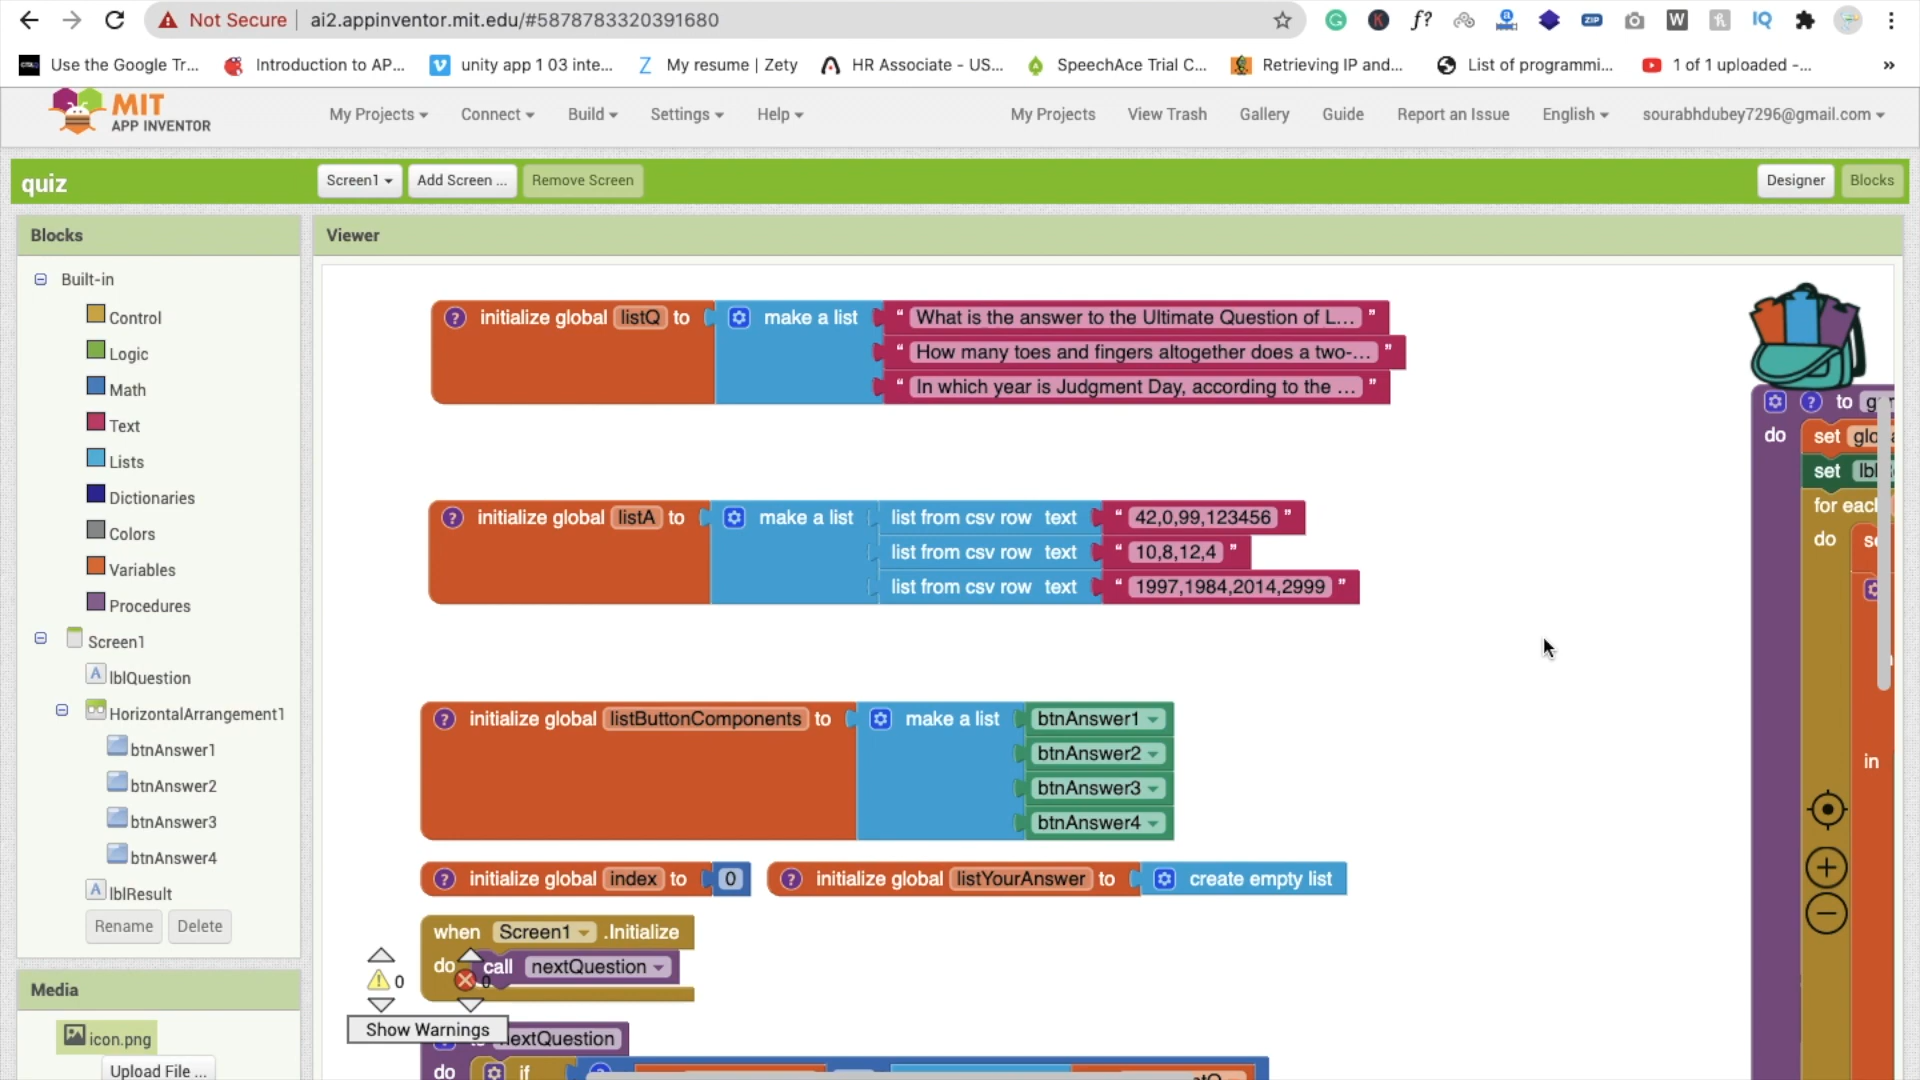 Not Secure ai2.appinventor.mit.edu/#5878783320391680
Use the Google Tr... Introduction to AP... unity app 1 03 inte... My resume | Zety HR Associate - US... SpeechAce Trial C... Retrieving IP and... List of programmi... 1 of 1 uploaded -... »
MIT APP INVENTOR
My Projects Connect Build Settings Help My Projects View Trash Gallery Guide Report an Issue English sourabhdubey7296@gmail.com
quiz Screen1 Add Screen ... Remove Screen Designer Blocks
Blocks
Built-in
Control
Logic
Math
Text
Lists
Dictionaries
Colors
Variables
Procedures
Screen1
lblQuestion
HorizontalArrangement1
btnAnswer1
btnAnswer2
btnAnswer3
btnAnswer4
lblResult
Rename Delete
Media
icon.png
Upload File ...
Viewer
initialize global listQ to make a list “ What is the answer to the Ultimate Question of L... ”
“ How many toes and fingers altogether does a two-... ”
“ In which year is Judgment Day, according to the ... ”
initialize global listA to make a list list from csv row text “ 42,0,99,123456 ”
list from csv row text “ 10,8,12,4 ”
list from csv row text “ 1997,1984,2014,2999 ”
initialize global listButtonComponents to make a list btnAnswer1
btnAnswer2
btnAnswer3
btnAnswer4
initialize global index to 0 initialize global listYourAnswer to create empty list
when Screen1 .Initialize
do call nextQuestion
0 0
Show Warnings
nextQuestion
do if
to
do set
set
for each
do
in